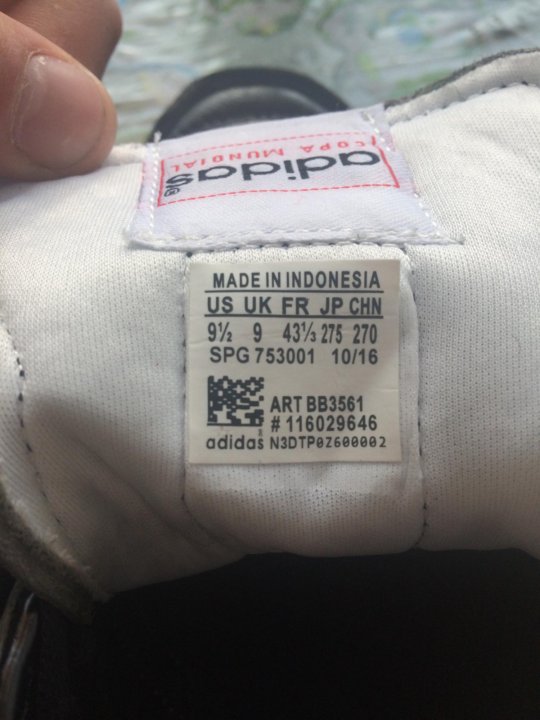 adidas
COPA MUNDIAL
MADE IN INDONESIA
US UK FR JP CHN
9½ 9 43⅓ 275 270
SPG 753001 10/16
ART BB3561
# 116029646
adidas® N3DTP0Z600002